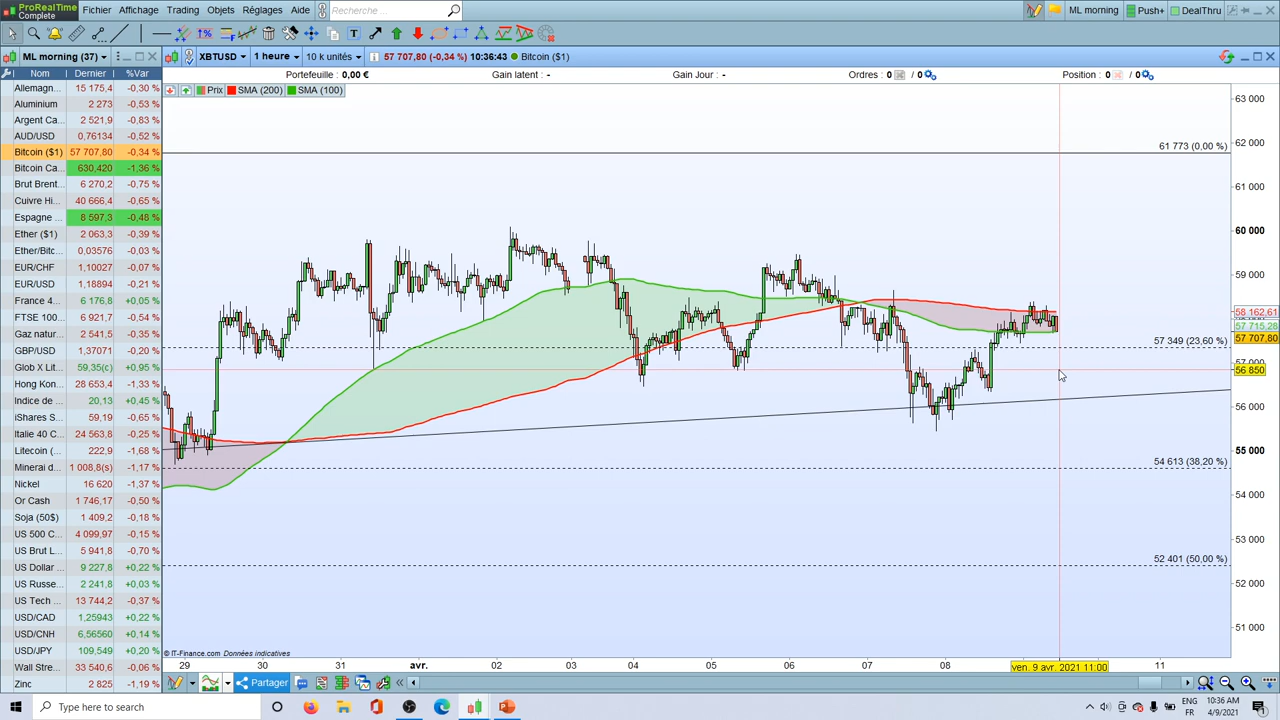 ProRealTime
Complete
Fichier Affichage Trading Objets Réglages Aide Recherche ... ML morning Push+ DealThru
ML morning (37) XBTUSD 1 heure 10 k unités 57 707,80 (-0,34 %) 10:36:43 Bitcoin ($1)
Nom Dernier %Var
Portefeuille : 0,00 € Gain latent : - Gain Jour : - Ordres : 0 / 0 Position : 0 / 0
Prix SMA (200) SMA (100)
Allemagn... 15 175,4 -0,30 %
Aluminium 2 273 -0,53 %
Argent Ca... 2 521,9 -0,83 %
AUD/USD 0,76134 -0,52 %
Bitcoin ($1) 57 707,80 -0,34 %
Bitcoin Ca... 630,420 -1,36 %
Brut Brent... 6 270,2 -0,75 %
Cuivre Hi... 40 666,4 -0,65 %
Espagne ... 8 597,3 -0,48 %
Ether ($1) 2 063,3 -0,39 %
Ether/Bitc... 0,03576 -0,03 %
EUR/CHF 1,10027 -0,07 %
EUR/USD 1,18894 -0,21 %
France 4... 6 176,8 +0,05 %
FTSE 100... 6 921,7 -0,54 %
Gaz natur... 2 541,5 -0,35 %
GBP/USD 1,37071 -0,20 %
Glob X Lit... 59,35(c) +0,95 %
Hong Kon... 28 653,4 -1,33 %
Indice de ... 20,13 +0,45 %
iShares S... 59,19 -0,65 %
Italie 40 C... 24 563,8 -0,25 %
Litecoin (... 222,9 -1,68 %
Minerai d... 1 008,8(s) -1,17 %
Nickel 16 620 -1,37 %
Or Cash 1 746,17 -0,50 %
Soja (50$) 1 409,2 -0,18 %
US 500 C... 4 099,97 -0,15 %
US Brut L... 5 941,8 -0,70 %
US Dollar ... 9 227,8 +0,22 %
US Russe... 2 241,8 +0,03 %
US Tech ... 13 744,2 -0,37 %
USD/CAD 1,25943 +0,22 %
USD/CNH 6,56560 +0,14 %
USD/JPY 109,549 +0,20 %
Wall Stre... 33 540,6 -0,06 %
Zinc 2 825 -1,19 %
61 773 (0,00 %)
57 349 (23,60 %)
54 613 (38,20 %)
52 401 (50,00 %)
63 000
62 000
61 000
60 000
59 000
58 162,61
57 715,28
57 707,80
57 000
56 850
56 000
55 000
54 000
53 000
52 000
51 000
© IT-Finance.com Données indicatives
29 30 31 avr. 02 03 04 05 06 07 08 ven. 9 avr. 2021 11:00 11
Partager
Type here to search
ENG 10:36 AM
FR 4/9/2021